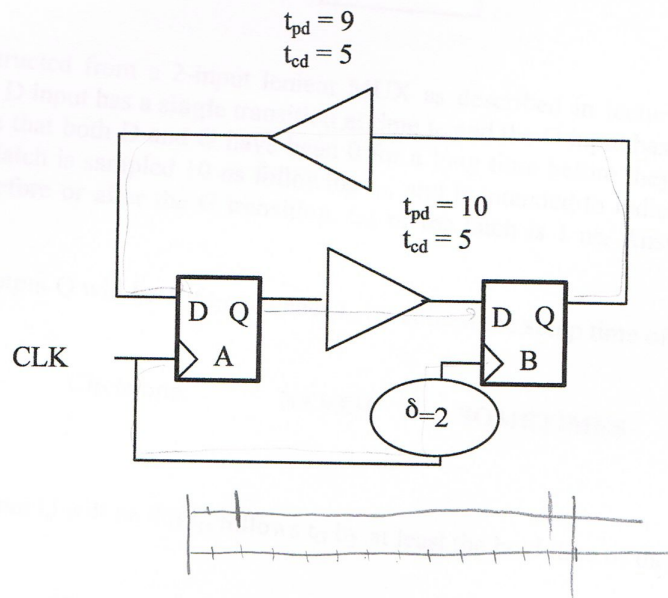 t_pd = 9
t_cd = 5
t_pd = 10
t_cd = 5
D Q
A
D Q
B
CLK
δ=2